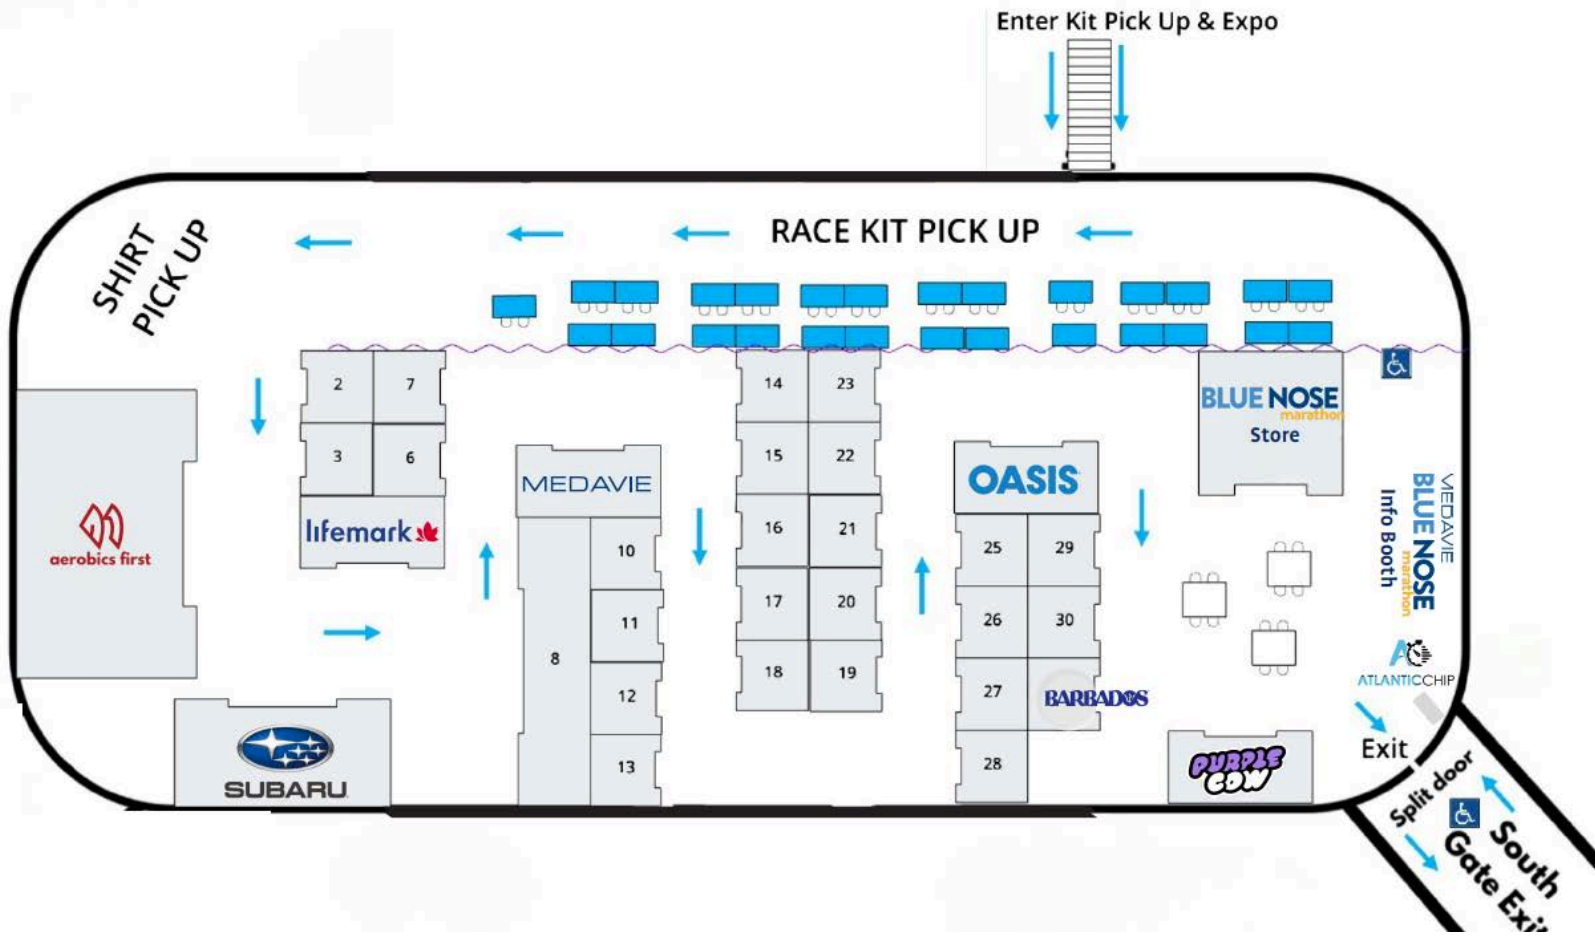 Enter Kit Pick Up & Expo
RACE KIT PICK UP
SHIRT
PICK UP
2
7
3
6
lifemark
aerobics first
SUBARU
MEDAVIE
8
10
11
12
13
14
23
15
22
16
21
17
20
18
19
OASIS
25
29
26
30
27
BARBADOS
28
BLUE NOSE
marathon
Store
MEDAVIE
BLUE NOSE
marathon
Info Booth
ATLANTICCHIP
PURPLE
COW
Exit
Split door
South
Gate Exit